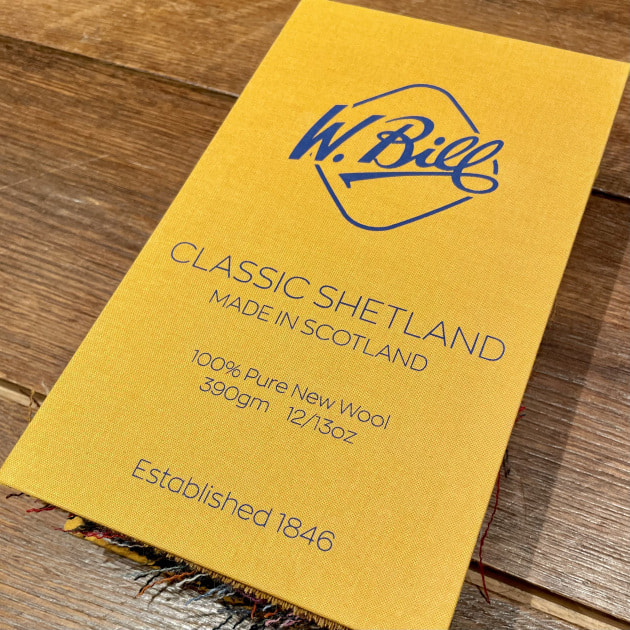 W. Bill
CLASSIC SHETLAND
MADE IN SCOTLAND
100% Pure New Wool
390gm 12/13oz
Established 1846